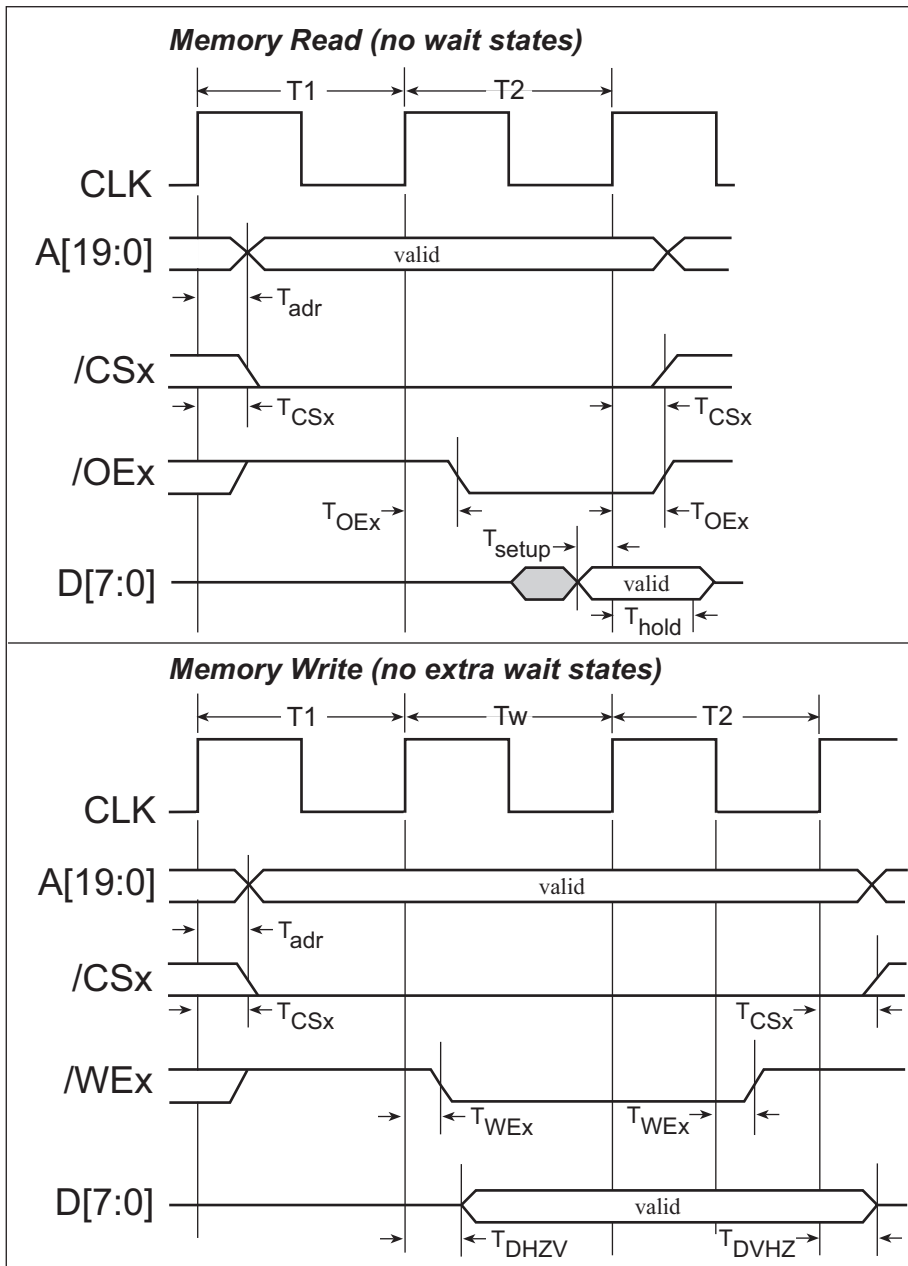 Memory Read (no wait states)
T1 T2
CLK
A[19:0] valid
Tadr
/CSx
TCSx TCSx
/OEx
TOEx TOEx
Tsetup
D[7:0] valid
Thold
Memory Write (no extra wait states)
T1 Tw T2
CLK
A[19:0] valid
Tadr
/CSx
TCSx TCSx
/WEx
TWEx TWEx
D[7:0] valid
TDHZV TDVHZ